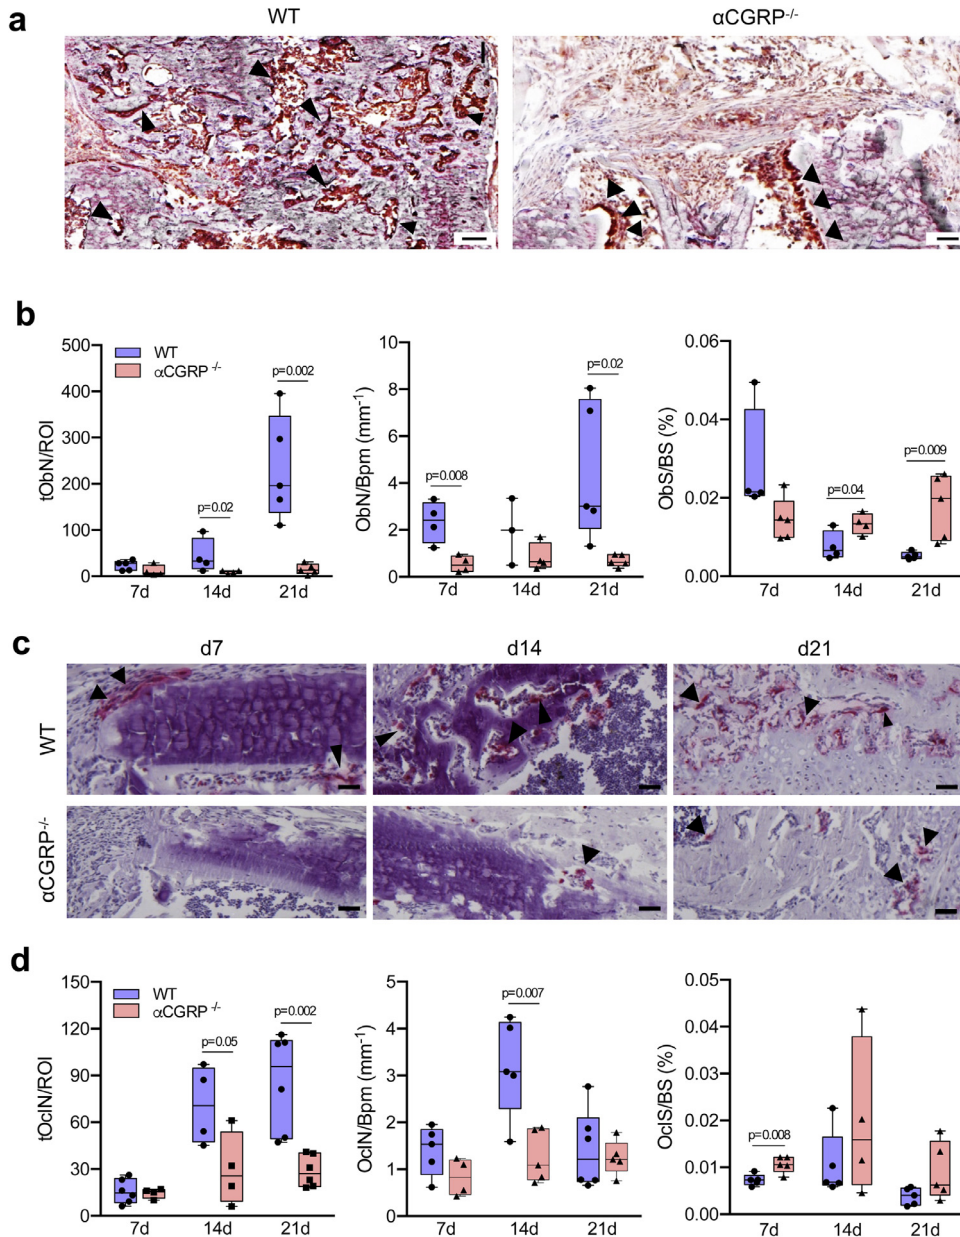 a
WT
αCGRP-/-
b
500
400
300
200
100
0
tObN/ROI
WT
αCGRP -/-
p=0.002
p=0.02
7d
14d
21d
10
8
6
4
2
0
ObN/Bpm (mm-1)
p=0.008
p=0.02
7d
14d
21d
0.06
0.04
0.02
0.00
ObS/BS (%)
p=0.04
p=0.009
7d
14d
21d
c
d7
d14
d21
WT
αCGRP-/-
d
150
120
90
60
30
0
tOclN/ROI
WT
αCGRP -/-
p=0.05
p=0.002
7d
14d
21d
5
4
3
2
1
0
OclN/Bpm (mm-1)
p=0.007
7d
14d
21d
0.05
0.04
0.03
0.02
0.01
0.00
OclS/BS (%)
p=0.008
7d
14d
21d